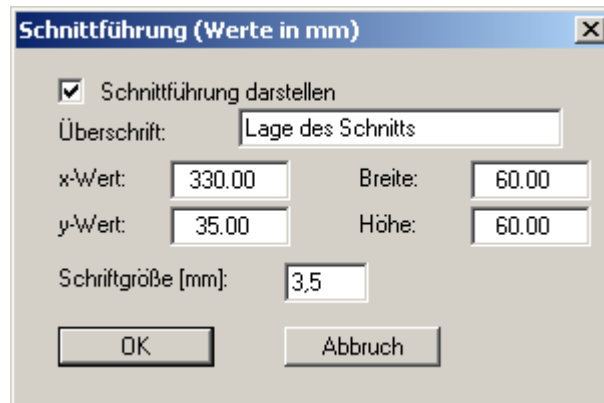 Schnittführung (Werte in mm)
Schnittführung darstellen
Überschrift: Lage des Schnitts
x-Wert: 330.00 Breite: 60.00
y-Wert: 35.00 Höhe: 60.00
Schriftgröße [mm]: 3,5
OK Abbruch